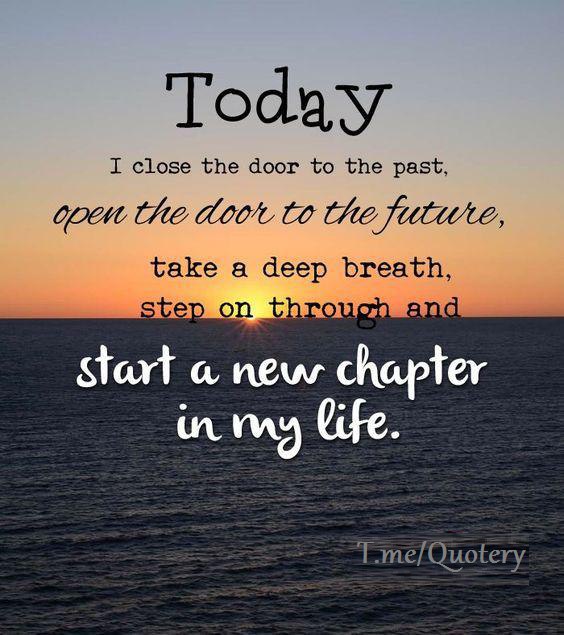 Today
I close the door to the past,
open the door to the future,
take a deep breath,
step on through and
start a new chapter
in my life.
T.me/Quotery